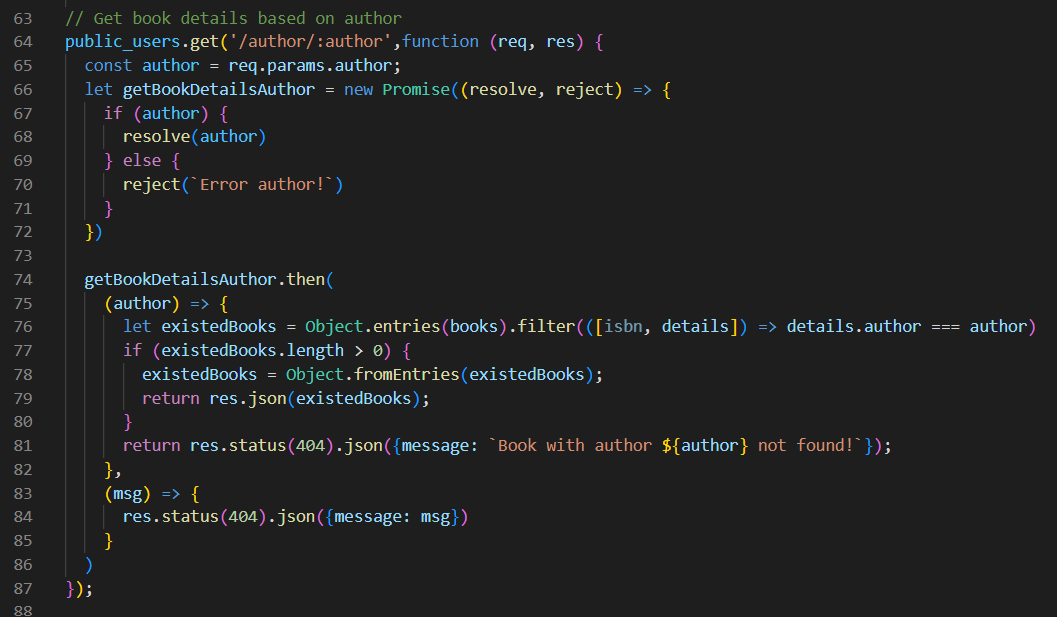 63 // Get book details based on author
64 public_users.get('/author/:author',function (req, res) {
65   const author = req.params.author;
66   let getBookDetailsAuthor = new Promise((resolve, reject) => {
67     if (author) {
68       resolve(author)
69     } else {
70       reject(`Error author!`)
71     }
72   })
73
74   getBookDetailsAuthor.then(
75     (author) => {
76       let existedBooks = Object.entries(books).filter(([isbn, details]) => details.author === author)
77       if (existedBooks.length > 0) {
78         existedBooks = Object.fromEntries(existedBooks);
79         return res.json(existedBooks);
80       }
81       return res.status(404).json({message: `Book with author ${author} not found!`});
82     },
83     (msg) => {
84       res.status(404).json({message: msg})
85     }
86   )
87 });
88